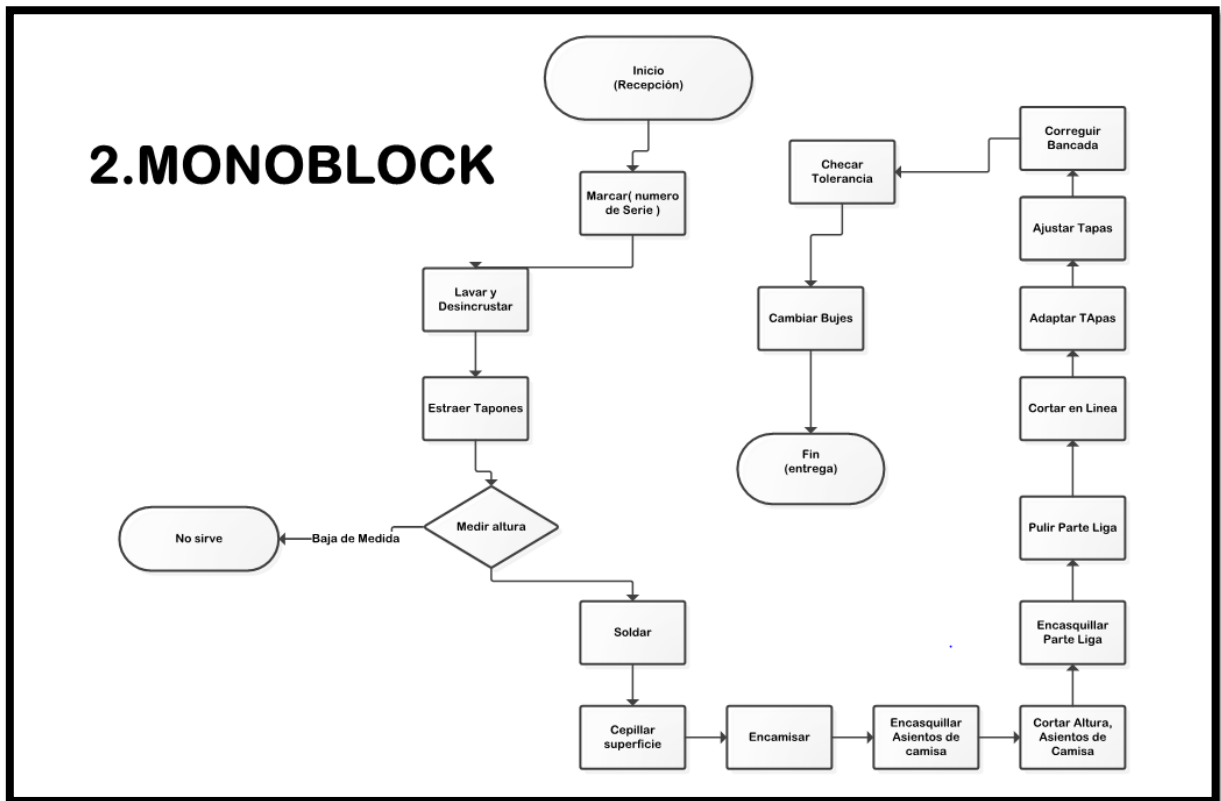 2.MONOBLOCK
Inicio
(Recepción)
Marcar( numero
de Serie )
Lavar y
Desincrustar
Estraer Tapones
Medir altura
Baja de Medida
No sirve
Soldar
Cepillar
superficie
Encamisar
Encasquillar
Asientos de
camisa
Cortar Altura,
Asientos de
Camisa
Encasquillar
Parte Liga
Pulir Parte Liga
Cortar en Linea
Adaptar TApas
Ajustar Tapas
Correguir
Bancada
Checar
Tolerancia
Cambiar Bujes
Fin
(entrega)